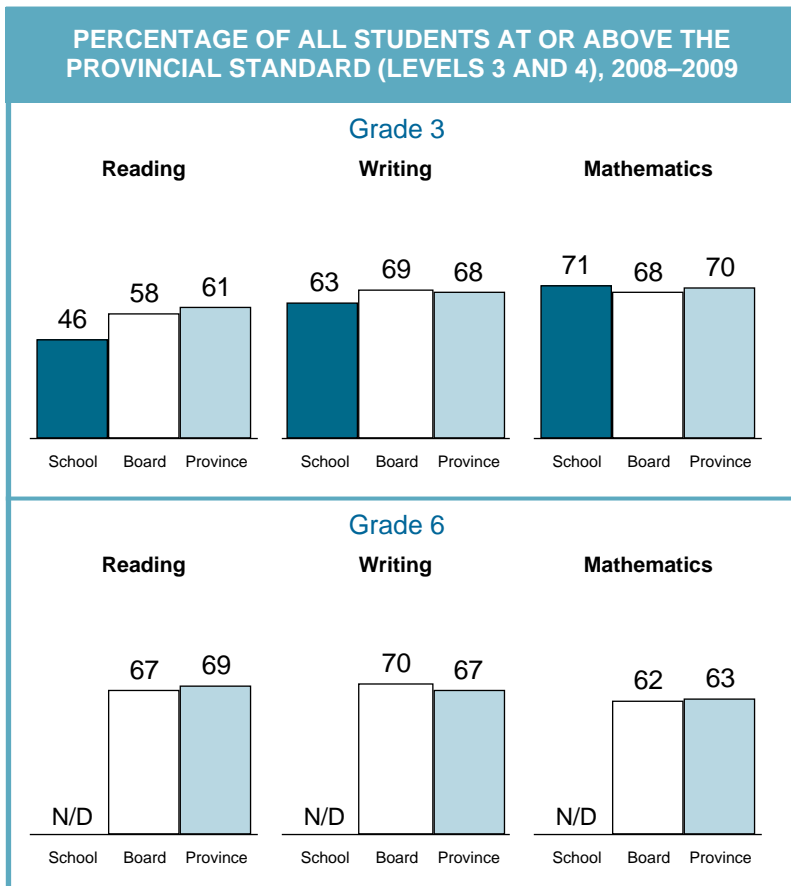 PERCENTAGE OF ALL STUDENTS AT OR ABOVE THE
PROVINCIAL STANDARD (LEVELS 3 AND 4), 2008–2009
Grade 3
Reading Writing Mathematics
46 58 61 63 69 68 71 68 70
School Board Province School Board Province School Board Province
Grade 6
Reading Writing Mathematics
N/D 67 69 N/D 70 67 N/D 62 63
School Board Province School Board Province School Board Province